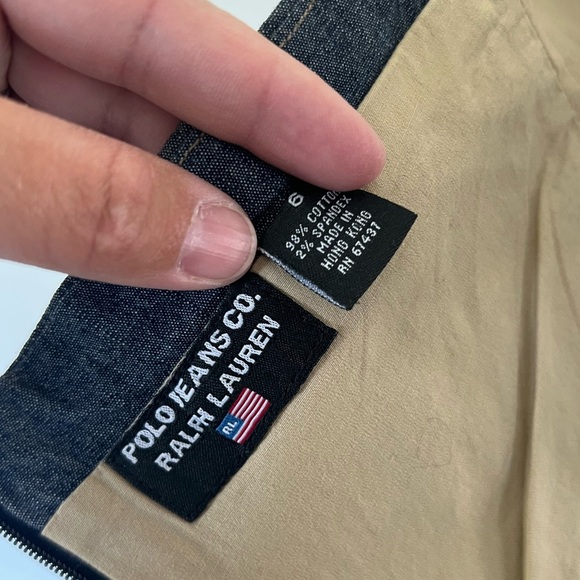 6
98% COTTON
2% SPANDEX
MADE IN
HONG KONG
RN 67437
POLO JEANS CO.
RALPH LAUREN
RL